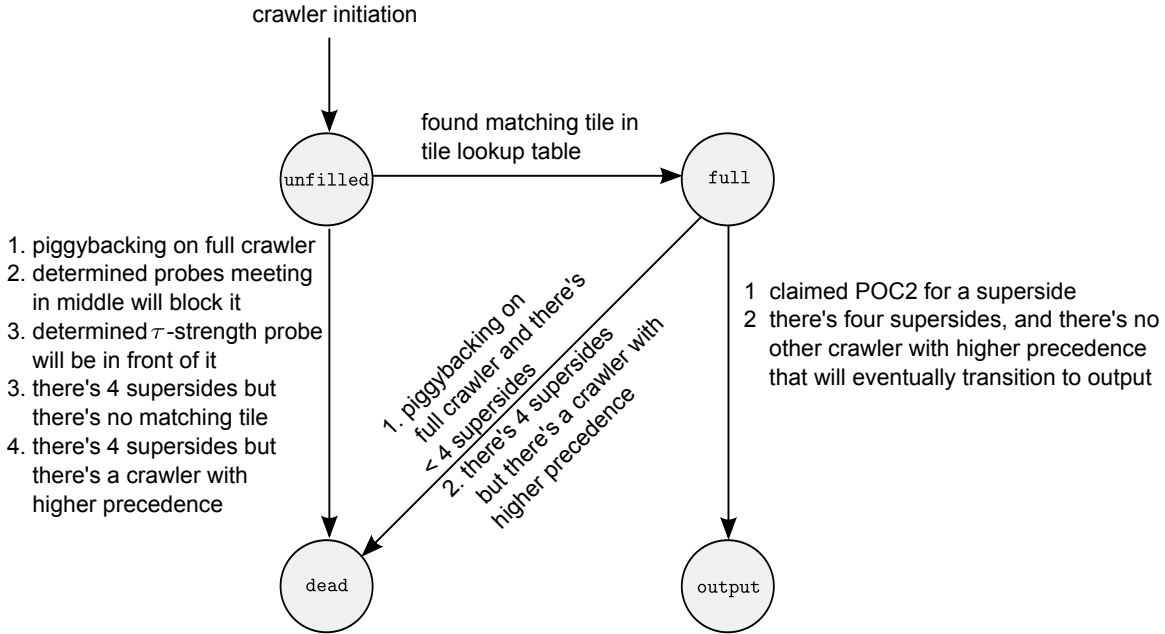 crawler initiation
found matching tile in
tile lookup table
unfilled
full
1. piggybacking on full crawler
2. determined probes meeting
in middle will block it
3. determined τ-strength probe
will be in front of it
3. there's 4 supersides but
there's no matching tile
4. there's 4 supersides but
there's a crawler with
higher precedence
1. piggybacking on
full crawler and there's
< 4 supersides
2. there's 4 supersides
but there's a crawler with
higher precedence
1 claimed POC2 for a superside
2 there's four supersides, and there's no
other crawler with higher precedence
that will eventually transition to output
dead
output